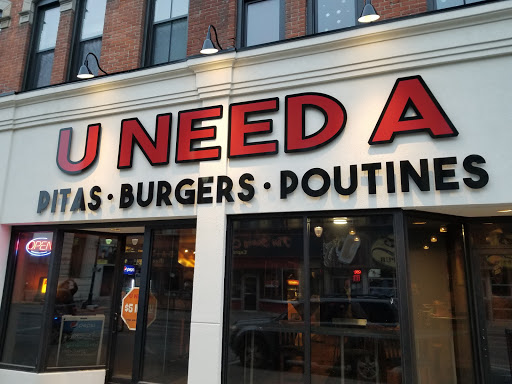 U NEED A
PITAS · BURGERS · POUTINES
OPEN